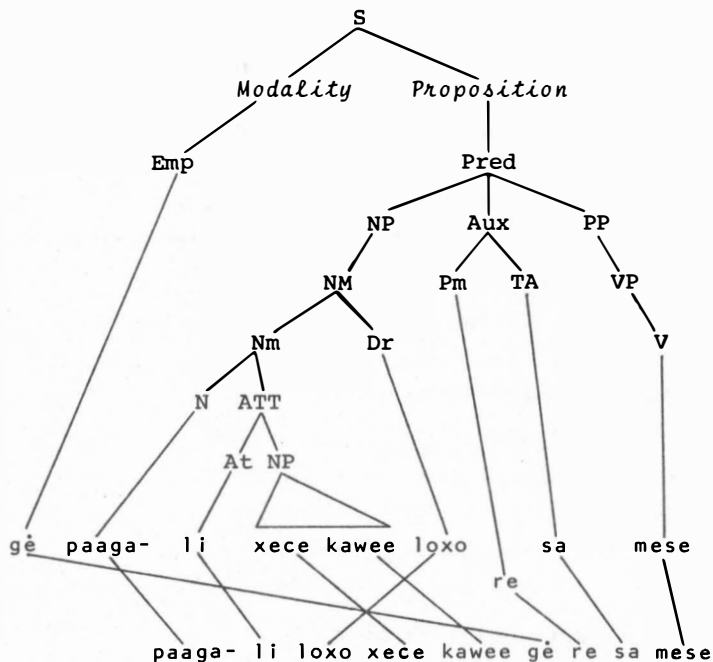 S
Modality Proposition
Emp Pred
NP Aux PP
NM Pm TA VP
Nm Dr V
N ATT
At NP
gė paaga- li xece kawee loxo sa mese
re
paaga- li loxo xece kawee gė re sa mese